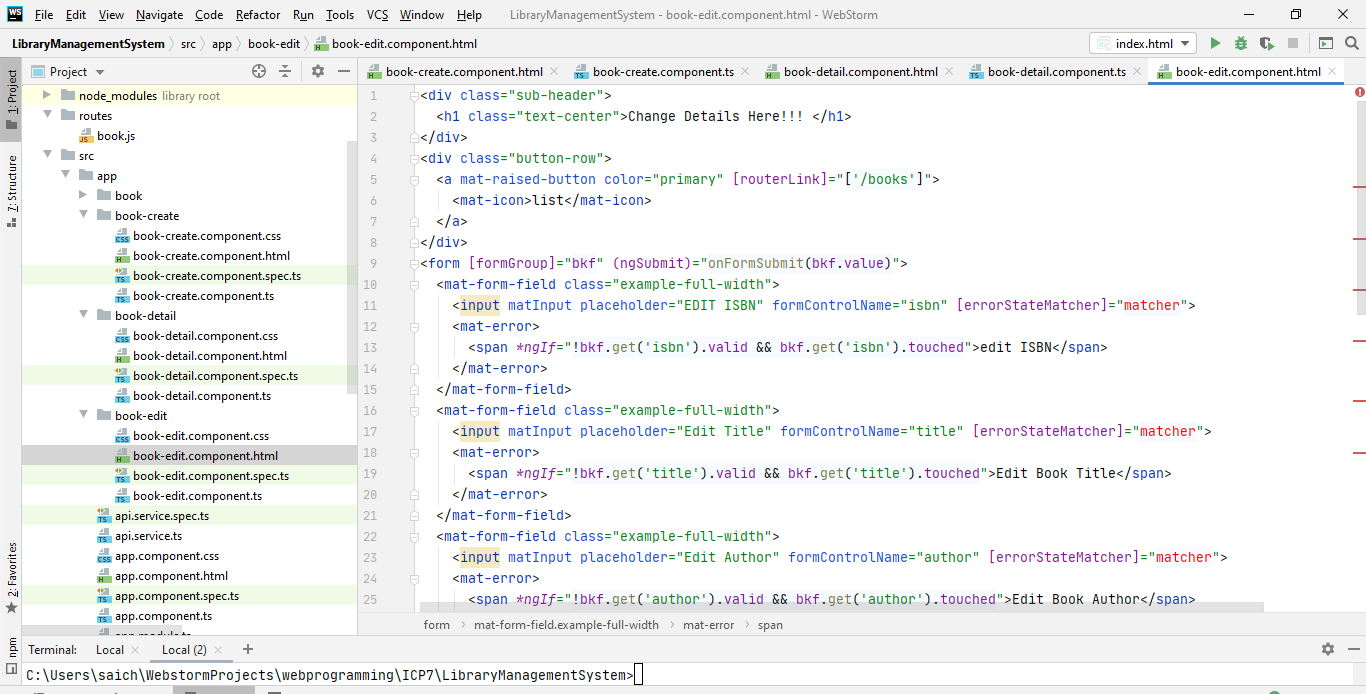 WS File Edit View Navigate Code Refactor Run Tools VCS Window Help LibraryManagementSystem - book-edit.component.html - WebStorm
LibraryManagementSystem src app book-edit book-edit.component.html index.html
Project
book-create.component.html book-create.component.ts book-detail.component.html book-detail.component.ts book-edit.component.html
1: Project
7: Structure
2: Favorites
npm
node_modules library root
routes
book.js
src
app
book
book-create
book-create.component.css
book-create.component.html
book-create.component.spec.ts
book-create.component.ts
book-detail
book-detail.component.css
book-detail.component.html
book-detail.component.spec.ts
book-detail.component.ts
book-edit
book-edit.component.css
book-edit.component.html
book-edit.component.spec.ts
book-edit.component.ts
api.service.spec.ts
api.service.ts
app.component.css
app.component.html
app.component.spec.ts
app.component.ts
app.module.ts
1 <div class="sub-header">
2 <h1 class="text-center">Change Details Here!!! </h1>
3 </div>
4 <div class="button-row">
5 <a mat-raised-button color="primary" [routerLink]="['/books']">
6 <mat-icon>list</mat-icon>
7 </a>
8 </div>
9 <form [formGroup]="bkf" (ngSubmit)="onFormSubmit(bkf.value)">
10 <mat-form-field class="example-full-width">
11 <input matInput placeholder="EDIT ISBN" formControlName="isbn" [errorStateMatcher]="matcher">
12 <mat-error>
13 <span *ngIf="!bkf.get('isbn').valid && bkf.get('isbn').touched">edit ISBN</span>
14 </mat-error>
15 </mat-form-field>
16 <mat-form-field class="example-full-width">
17 <input matInput placeholder="Edit Title" formControlName="title" [errorStateMatcher]="matcher">
18 <mat-error>
19 <span *ngIf="!bkf.get('title').valid && bkf.get('title').touched">Edit Book Title</span>
20 </mat-error>
21 </mat-form-field>
22 <mat-form-field class="example-full-width">
23 <input matInput placeholder="Edit Author" formControlName="author" [errorStateMatcher]="matcher">
24 <mat-error>
25 <span *ngIf="!bkf.get('author').valid && bkf.get('author').touched">Edit Book Author</span>
form mat-form-field.example-full-width mat-error span
Terminal: Local Local (2)
C:\Users\saich\WebstormProjects\webprogramming\ICP7\LibraryManagementSystem>